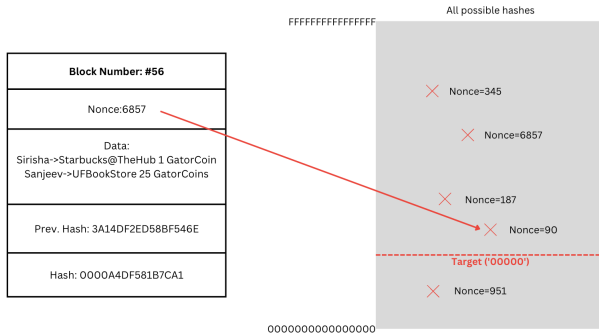 All possible hashes
FFFFFFFFFFFFFFFF
Block Number: #56
Nonce:6857
Data:
Sirisha->Starbucks@TheHub 1 GatorCoin
Sanjeev->UFBookStore 25 GatorCoins
Prev. Hash: 3A14DF2ED58BF546E
Hash: 0000A4DF581B7CA1
Nonce=345
Nonce=6857
Nonce=187
Nonce=90
Target ('00000')
Nonce=951
0000000000000000